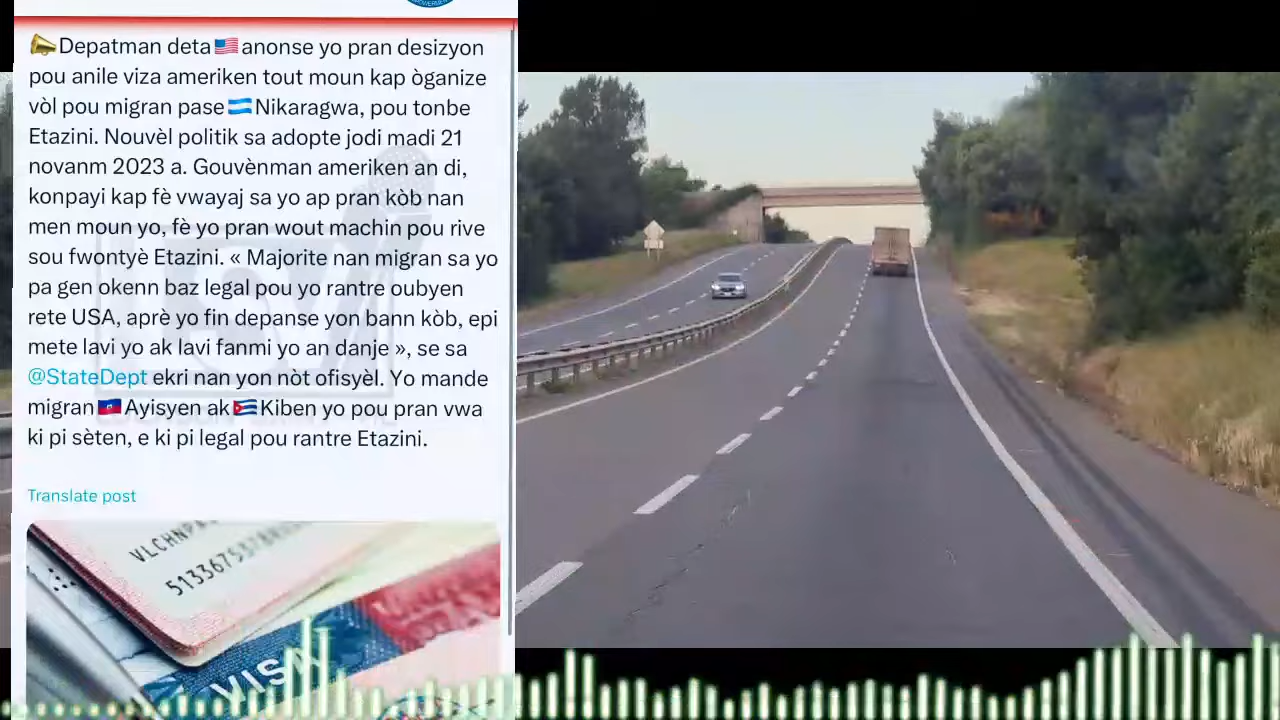 📣Depatman deta🇺🇸anonse yo pran desizyon
pou anile viza ameriken tout moun kap òganize
vòl pou migran pase🇳🇮Nikaragwa, pou tonbe
Etazini. Nouvèl politik sa adopte jodi madi 21
novanm 2023 a. Gouvènman ameriken an di,
konpayi kap fè vwayaj sa yo ap pran kòb nan
men moun yo, fè yo pran wout machin pou rive
sou fwontyè Etazini. « Majorite nan migran sa yo
pa gen okenn baz legal pou yo rantre oubyen
rete USA, aprè yo fin depanse yon bann kòb, epi
mete lavi yo ak lavi fanmi yo an danje », se sa
@StateDept ekri nan yon nòt ofisyèl. Yo mande
migran🇭🇹Ayisyen ak🇨🇺Kiben yo pou pran vwa
ki pi sèten, e ki pi legal pou rantre Etazini.
Translate post
VISA